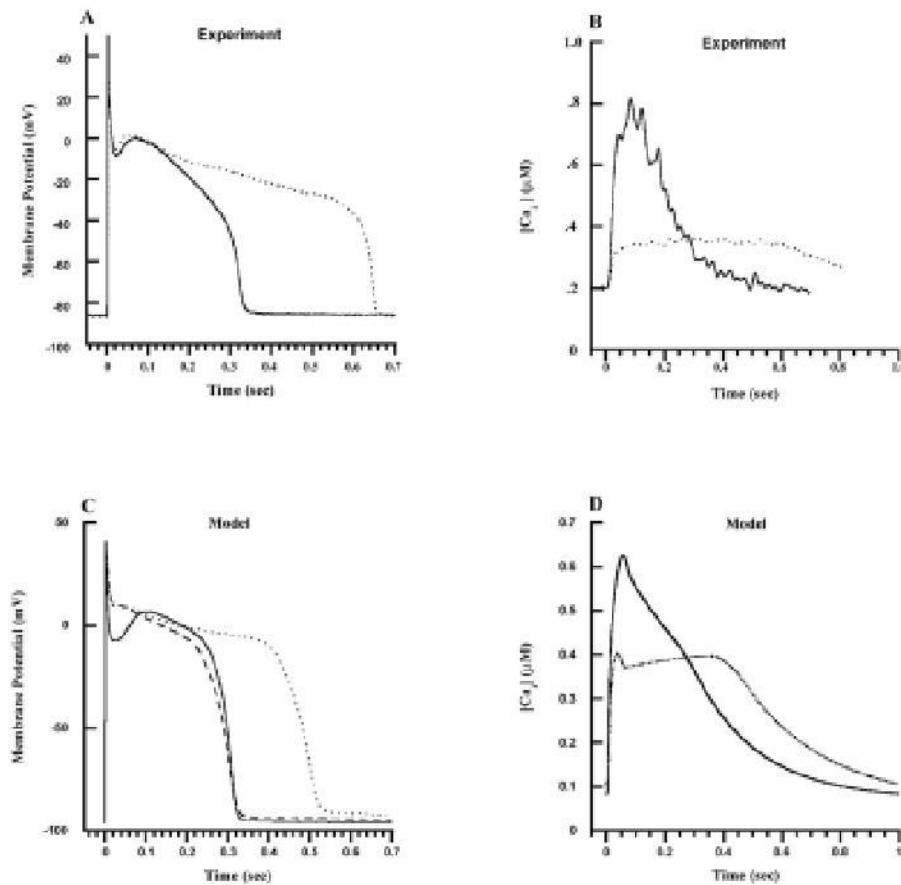 A
Experiment
Membrane Potential (mV)
40
20
0
-20
-40
-60
-80
-100
0 0.1 0.2 0.3 0.4 0.5 0.6 0.7
Time (sec)
B
Experiment
[Ca ] (μM)
1.0
.8
.6
.4
.2
0
0 0.2 0.4 0.6 0.8 1.0
Time (sec)
C
Model
Membrane Potential (mV)
50
0
-50
-100
0 0.1 0.2 0.3 0.4 0.5 0.6 0.7
Time (sec)
D
Model
[Ca ] (μM)
0.7
0.6
0.5
0.4
0.3
0.2
0.1
0
0 0.2 0.4 0.6 0.8 1
Time (sec)